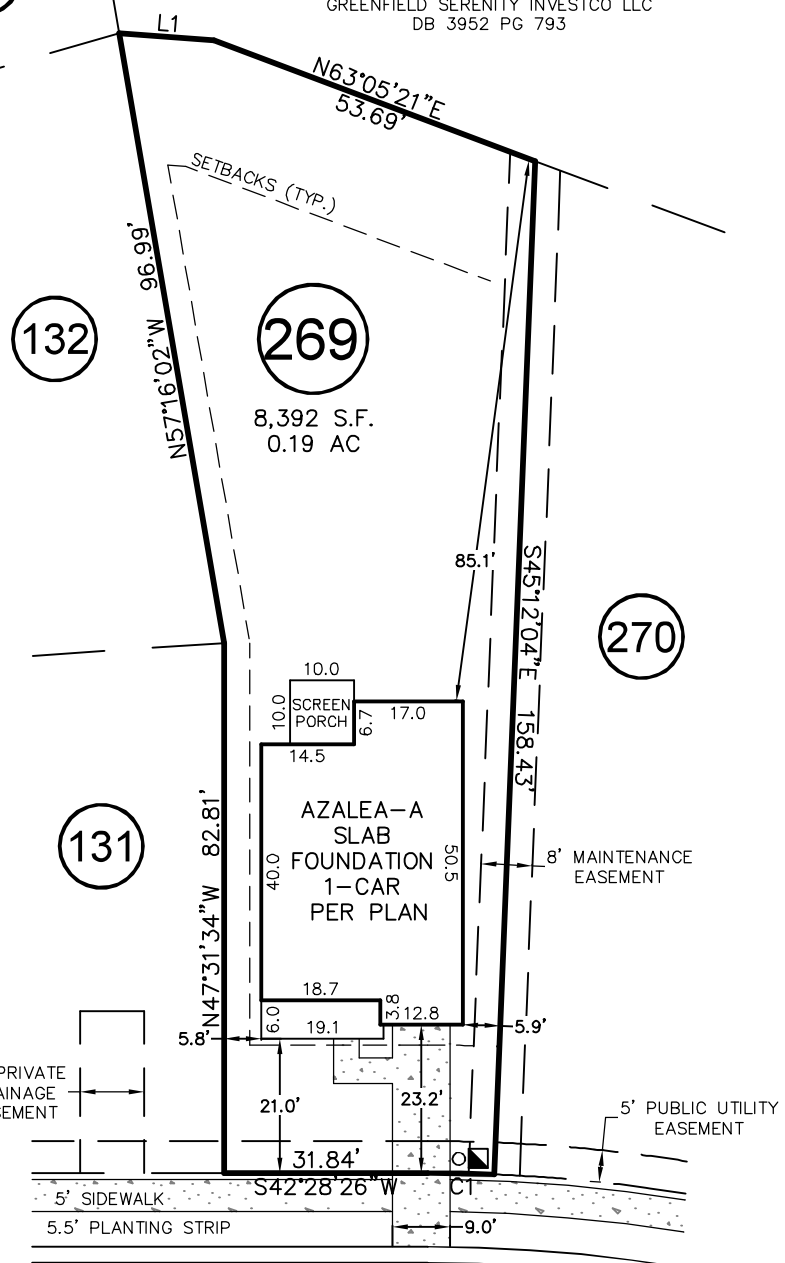 GREENFIELD SERENITY INVESTCO LLC
DB 3952 PG 793
L1
N63°05'21"E
53.69'
SETBACKS (TYP.)
96.99'
N57°16'02"W
132
269
8,392 S.F.
0.19 AC
85.1'
S45°12'04"E 158.43'
270
10.0
10.0
SCREEN
PORCH
6.7
17.0
14.5
AZALEA-A
SLAB
FOUNDATION
1-CAR
PER PLAN
40.0
50.5
131
N47°31'34"W 82.81'
8' MAINTENANCE
EASEMENT
18.7
3.8
12.8
6.0
19.1
5.8'
5.9'
PRIVATE
AINAGE
SEMENT
21.0'
23.2'
5' PUBLIC UTILITY
EASEMENT
31.84'
S42°28'26"W
C1
5' SIDEWALK
5.5' PLANTING STRIP
9.0'